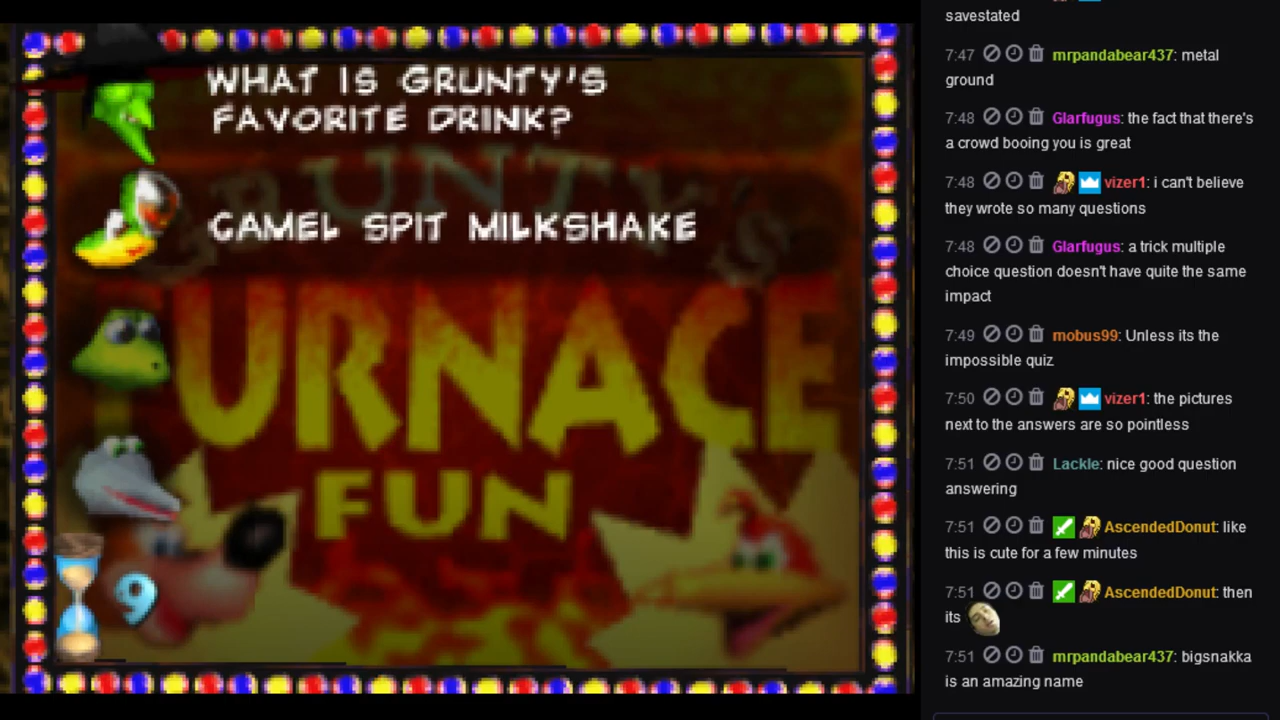 WHAT IS GRUNTY'S
FAVORITE DRINK?
GRUNTY'S
CAMEL SPIT MILKSHAKE
FURNACE
FUN
9
savestated
7:47 mrpandabear437: metal
ground
7:48 Glarfugus: the fact that there's
a crowd booing you is great
7:48 vizer1: i can't believe
they wrote so many questions
7:48 Glarfugus: a trick multiple
choice question doesn't have quite the same
impact
7:49 mobus99: Unless its the
impossible quiz
7:50 vizer1: the pictures
next to the answers are so pointless
7:51 Lackle: nice good question
answering
7:51 AscendedDonut: like
this is cute for a few minutes
7:51 AscendedDonut: then
its
7:51 mrpandabear437: bigsnakka
is an amazing name